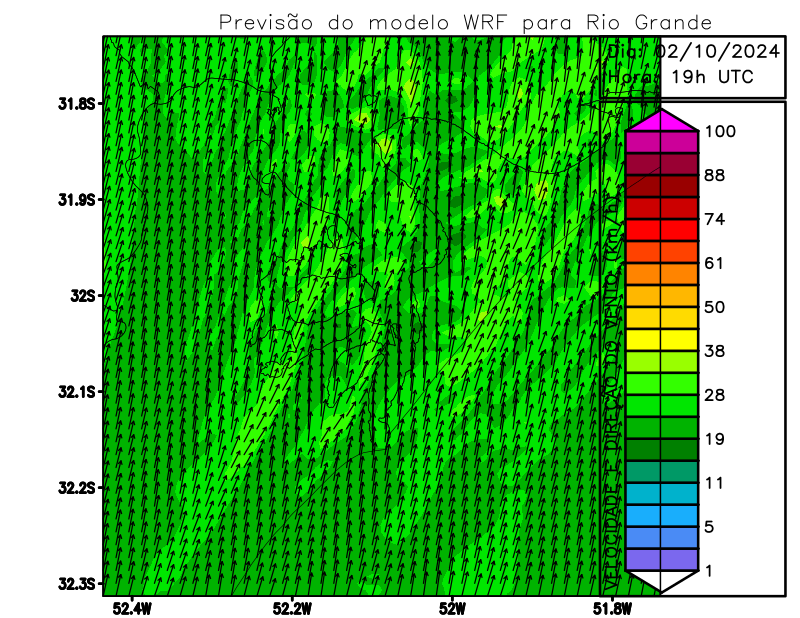 Previsão do modelo WRF para Rio Grande
Dia: 02/10/2024
Hora: 19h UTC
31.8S
31.9S
32S
32.1S
32.2S
32.3S
52.4W
52.2W
52W
51.8W
VELOCIDADE E DIREÇÃO DO VENTO (km/h)
100
88
74
61
50
38
28
19
11
5
1